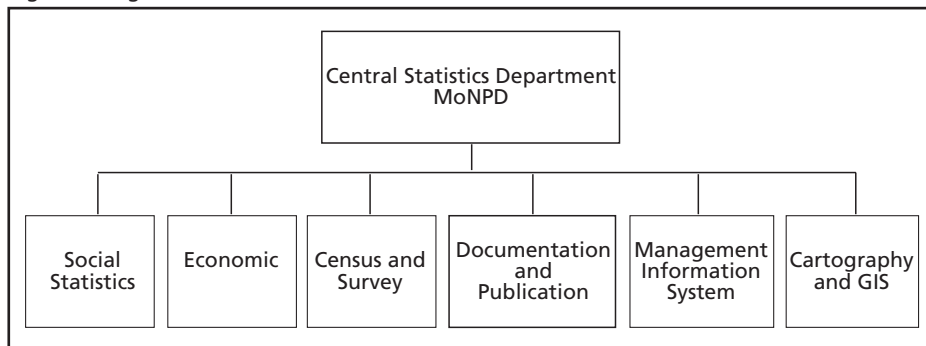 Central Statistics Department
MoNPD
Social
Statistics
Economic
Census and
Survey
Documentation
and
Publication
Management
Information
System
Cartography
and GIS